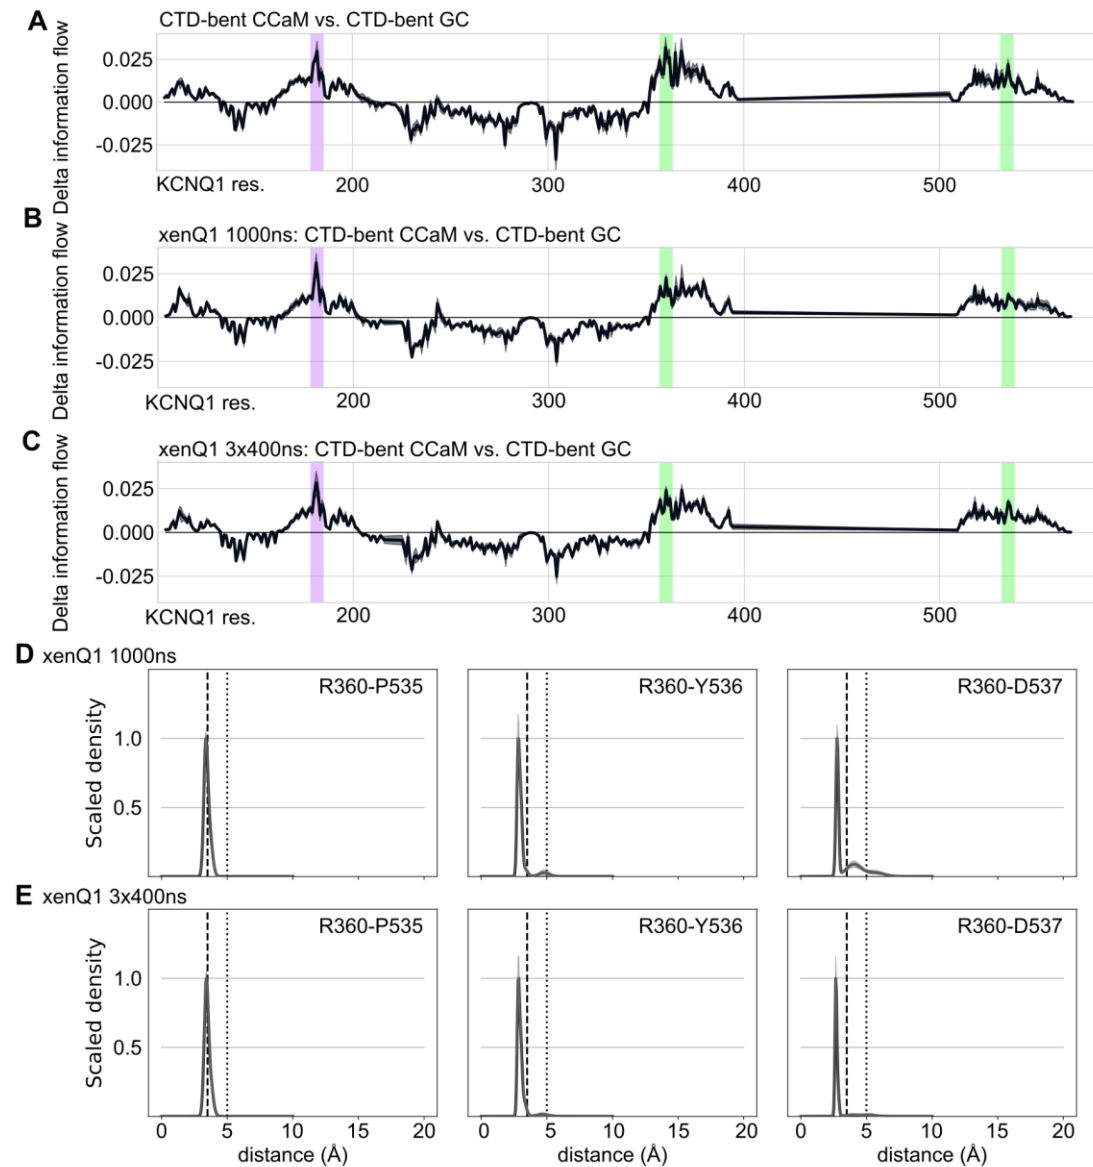 A
CTD-bent CCaM vs. CTD-bent GC
Delta information flow
0.025
0.000
-0.025
KCNQ1 res.
200
300
400
500
B
xenQ1 1000ns: CTD-bent CCaM vs. CTD-bent GC
Delta information flow
0.025
0.000
-0.025
KCNQ1 res.
200
300
400
500
C
xenQ1 3x400ns: CTD-bent CCaM vs. CTD-bent GC
Delta information flow
0.025
0.000
-0.025
KCNQ1 res.
200
300
400
500
D xenQ1 1000ns
R360-P535
R360-Y536
R360-D537
Scaled density
1.0
0.5
E xenQ1 3x400ns
R360-P535
R360-Y536
R360-D537
Scaled density
1.0
0.5
0 5 10 15 20
0 5 10 15 20
0 5 10 15 20
distance (Å)
distance (Å)
distance (Å)